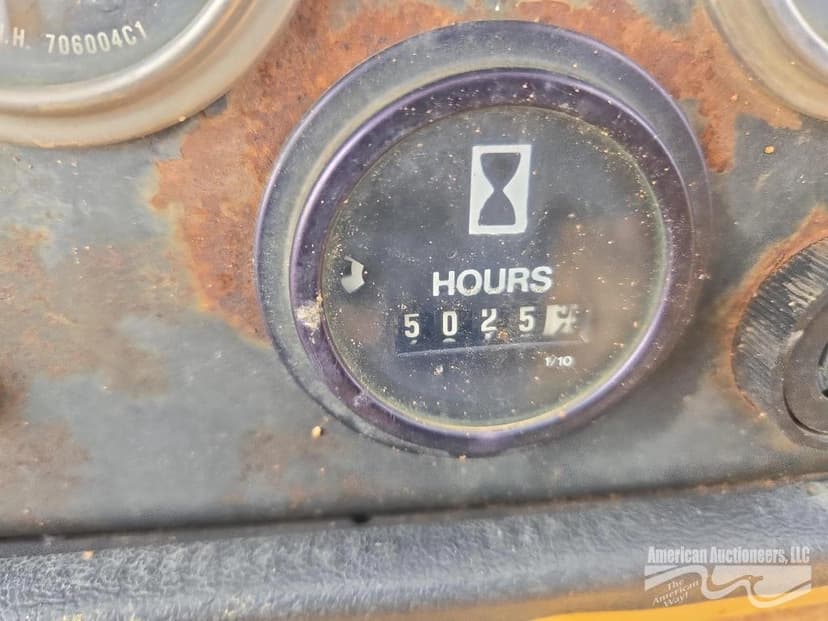 I.H. 706004C1
HOURS
5025
1/10
American Auctioneers, LLC
The
American
Way!